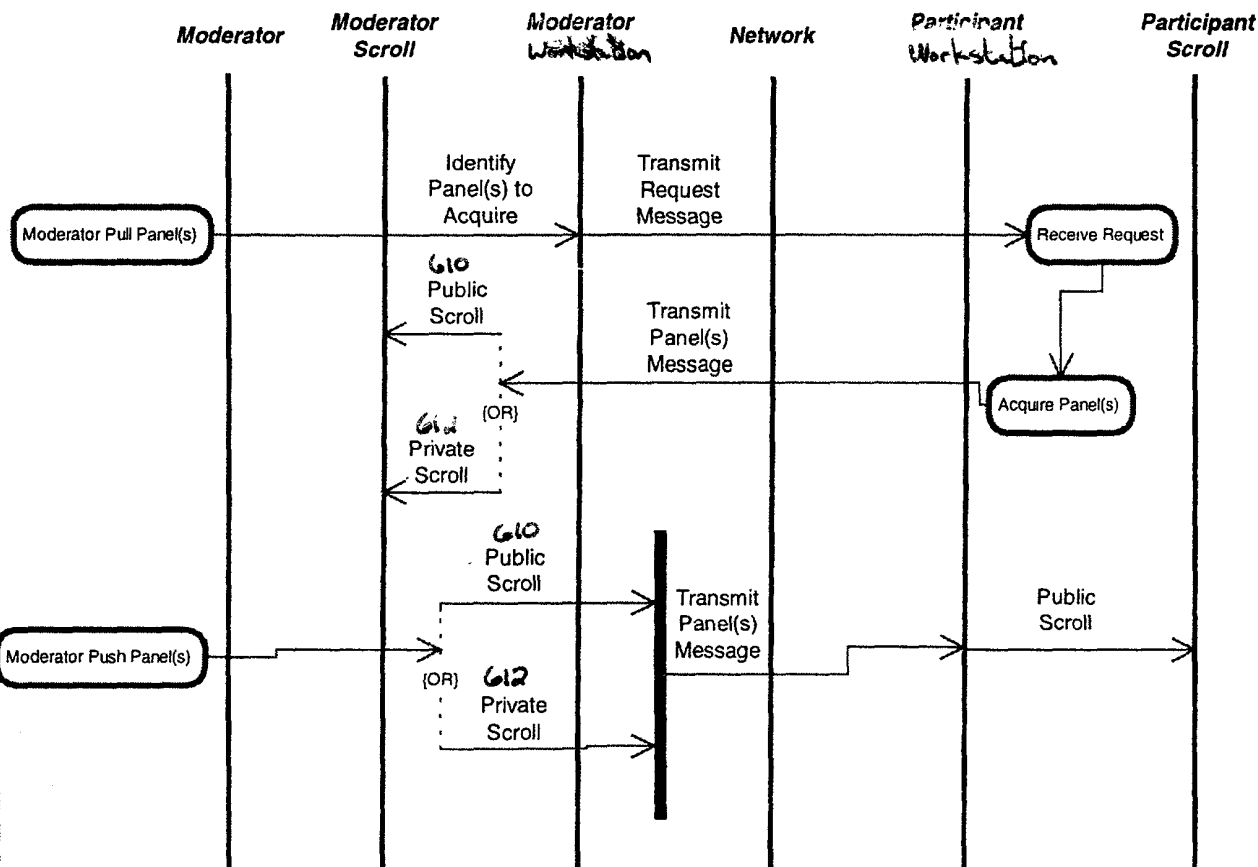 Moderator
Moderator
Scroll
Moderator
Workstation
Network
Participant
Workstation
Participant
Scroll
Identify
Panel(s) to
Acquire
Transmit
Request
Message
Moderator Pull Panel(s)
Receive Request
610
Public
Scroll
Transmit
Panel(s)
Message
{OR}
Acquire Panel(s)
612
Private
Scroll
610
Public
Scroll
Transmit
Panel(s)
Message
Public
Scroll
Moderator Push Panel(s)
{OR}
612
Private
Scroll